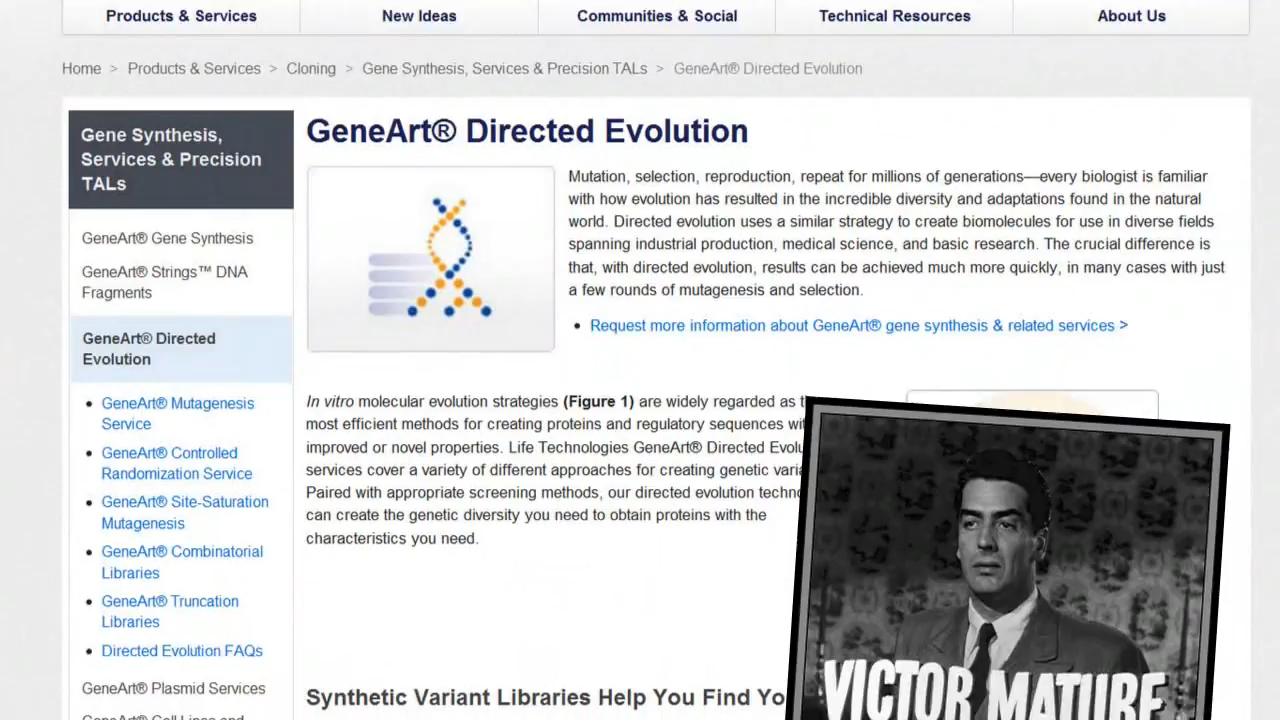 Products & Services
New Ideas
Communities & Social
Technical Resources
About Us
Home > Products & Services > Cloning > Gene Synthesis, Services & Precision TALs > GeneArt® Directed Evolution
Gene Synthesis,
Services & Precision
TALs
GeneArt® Gene Synthesis
GeneArt® Strings™ DNA
Fragments
GeneArt® Directed
Evolution
• GeneArt® Mutagenesis
Service
• GeneArt® Controlled
Randomization Service
• GeneArt® Site-Saturation
Mutagenesis
• GeneArt® Combinatorial
Libraries
• GeneArt® Truncation
Libraries
• Directed Evolution FAQs
GeneArt® Plasmid Services
GeneArt® Cell Lines and
GeneArt® Directed Evolution
Mutation, selection, reproduction, repeat for millions of generations—every biologist is familiar
with how evolution has resulted in the incredible diversity and adaptations found in the natural
world. Directed evolution uses a similar strategy to create biomolecules for use in diverse fields
spanning industrial production, medical science, and basic research. The crucial difference is
that, with directed evolution, results can be achieved much more quickly, in many cases with just
a few rounds of mutagenesis and selection.
• Request more information about GeneArt® gene synthesis & related services >
In vitro molecular evolution strategies (Figure 1) are widely regarded as
most efficient methods for creating proteins and regulatory sequences
improved or novel properties. Life Technologies GeneArt® Directed
services cover a variety of different approaches for creating genetic
Paired with appropriate screening methods, our directed evolution
can create the genetic diversity you need to obtain proteins with the
characteristics you need.
Synthetic Variant Libraries Help You Find
VICTOR MATURE